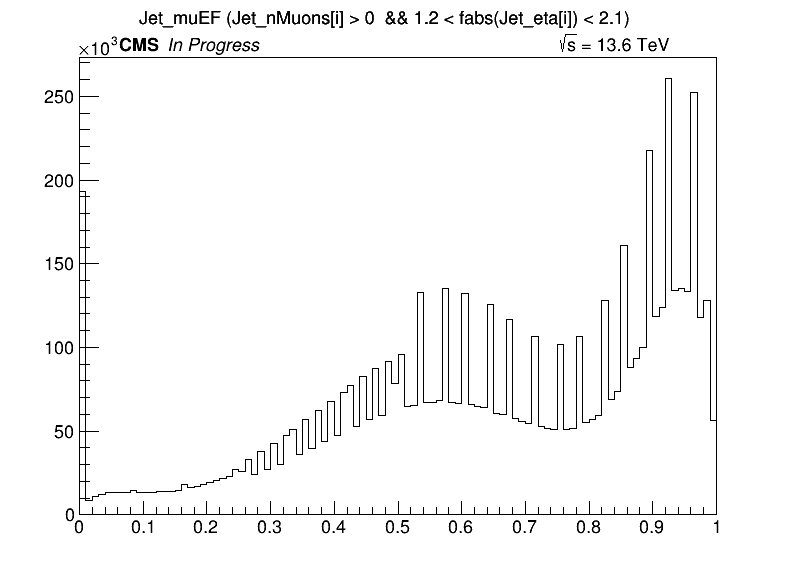 Jet_muEF (Jet_nMuons[i] > 0 && 1.2 < fabs(Jet_eta[i]) < 2.1)
×10³ CMS In Progress √s = 13.6 TeV
250
200
150
100
50
0
0 0.1 0.2 0.3 0.4 0.5 0.6 0.7 0.8 0.9 1